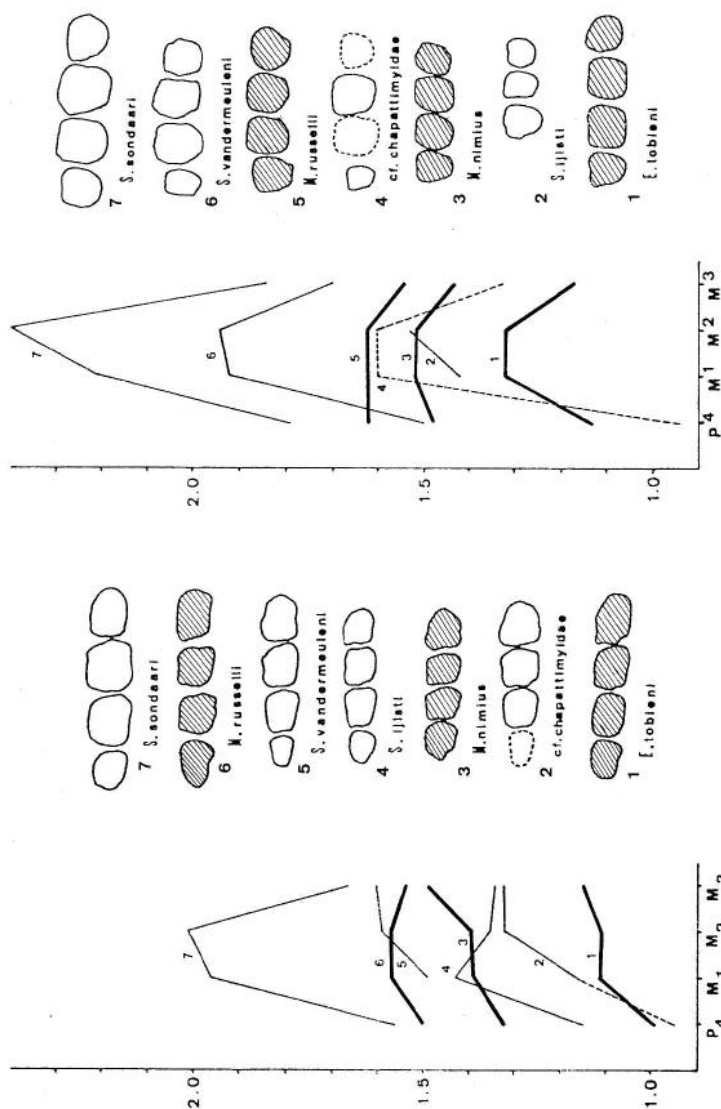 7 S.sondaari
6 S.vandermeuleni
5 M.russelli
4 cf.chapattimyidae
3 M.nimius
2 S.ijlsti
1 E.tobieni
7
6
5
4
3
2
1
2.0
1.5
1.0
P4 M1 M2 M3
7 S.sondaari
6 M.russelli
5 S.vandermeuleni
4 S.ijlsti
3 M.nimius
2 cf.chapattimyidae
1 E.tobieni
7
6
5
4
3
2
1
2.0
1.5
1.0
P4 M1 M2 M3